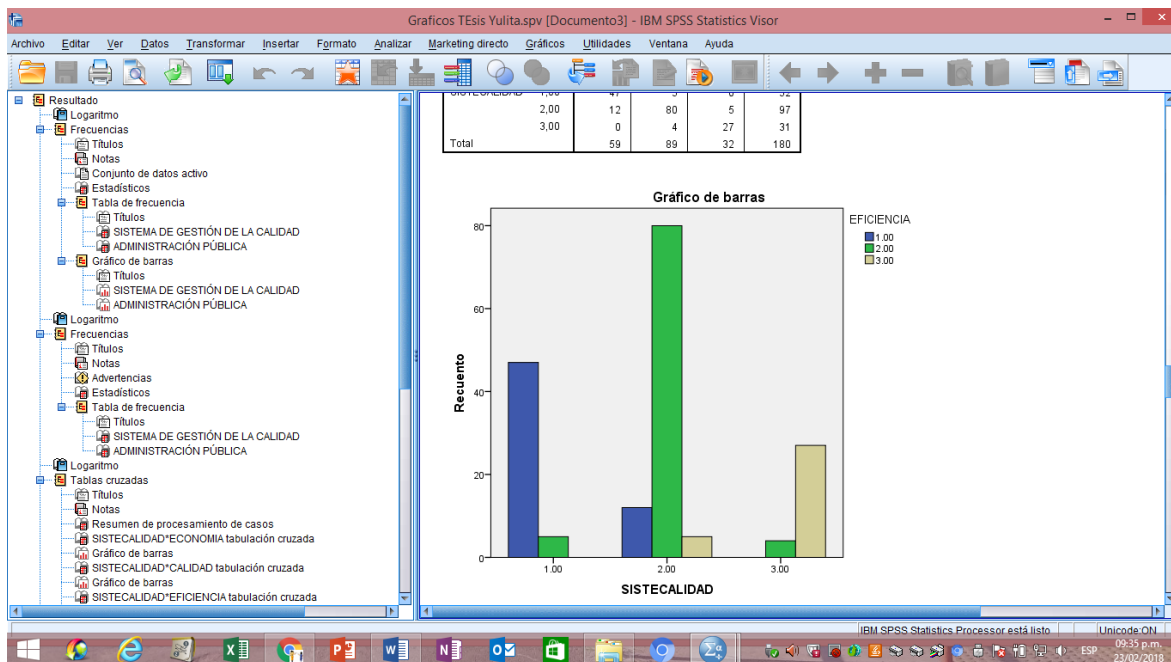 Graficos TEsis Yulita.spv [Documento3] - IBM SPSS Statistics Visor
Archivo Editar Ver Datos Transformar Insertar Formato Analizar Marketing directo Gráficos Utilidades Ventana Ayuda
Resultado
Logaritmo
Frecuencias
Títulos
Notas
Conjunto de datos activo
Estadísticos
Tabla de frecuencia
Títulos
SISTEMA DE GESTIÓN DE LA CALIDAD
ADMINISTRACIÓN PÚBLICA
Gráfico de barras
Títulos
SISTEMA DE GESTIÓN DE LA CALIDAD
ADMINISTRACIÓN PÚBLICA
Logaritmo
Frecuencias
Títulos
Notas
Advertencias
Estadísticos
Tabla de frecuencia
Títulos
SISTEMA DE GESTIÓN DE LA CALIDAD
ADMINISTRACIÓN PÚBLICA
Logaritmo
Tablas cruzadas
Títulos
Notas
Resumen de procesamiento de casos
SISTECALIDAD*ECONOMIA tabulación cruzada
Gráfico de barras
SISTECALIDAD*CALIDAD tabulación cruzada
Gráfico de barras
SISTECALIDAD*EFICIENCIA tabulación cruzada
SISTECALIDAD 1,00 47 5 0 52
2,00 12 80 5 97
3,00 0 4 27 31
Total 59 89 32 180
Gráfico de barras
EFICIENCIA
1.00
2.00
3.00
Recuento
80
60
40
20
0
1.00 2.00 3.00
SISTECALIDAD
IBM SPSS Statistics Processor está listo Unicode:ON
ESP
09:35 p.m.
23/02/2018